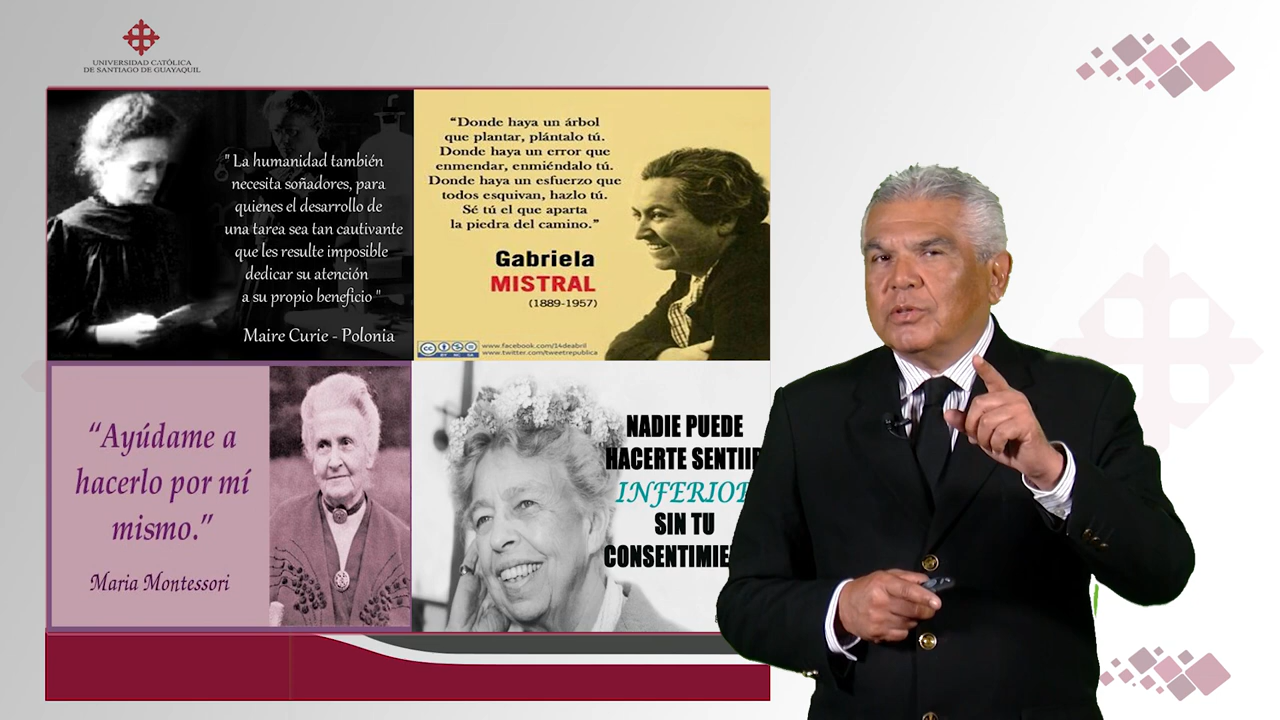 UNIVERSIDAD CATÓLICA
DE SANTIAGO DE GUAYAQUIL
" La humanidad también
necesita soñadores, para
quienes el desarrollo de
una tarea sea tan cautivante
que les resulte imposible
dedicar su atención
a su propio beneficio "
Maire Curie - Polonia
“Donde haya un árbol
que plantar, plántalo tú.
Donde haya un error que
enmendar, enmiéndalo tú.
Donde haya un esfuerzo que
todos esquivan, hazlo tú.
Sé tú el que aparta
la piedra del camino.”
Gabriela
MISTRAL
(1889-1957)
www.facebook.com/14deabril
www.twitter.com/tweetrepublica
“Ayúdame a
hacerlo por mí
mismo.”
Maria Montessori
NADIE PUEDE
HACERTE SENTIR
INFERIOR
SIN TU